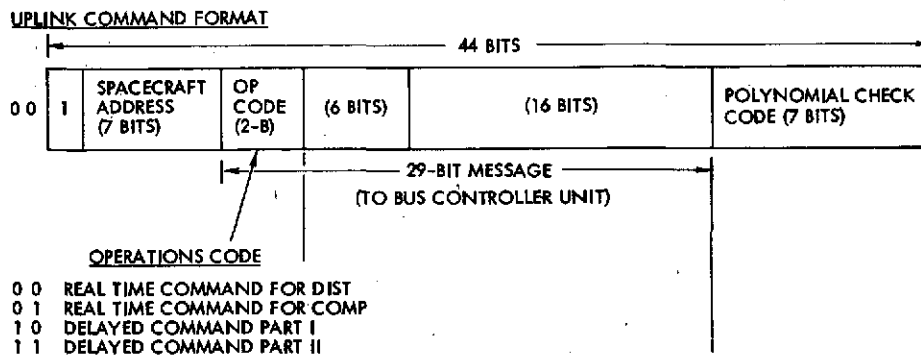 UPLINK COMMAND FORMAT
44 BITS
0 0
1
SPACECRAFT
ADDRESS
(7 BITS)
OP
CODE
(2-B)
(6 BITS)
(16 BITS)
POLYNOMIAL CHECK
CODE (7 BITS)
29-BIT MESSAGE
(TO BUS CONTROLLER UNIT)
OPERATIONS CODE
0 0 REAL TIME COMMAND FOR DIST
0 1 REAL TIME COMMAND FOR COMP
1 0 DELAYED COMMAND PART I
1 1 DELAYED COMMAND PART II